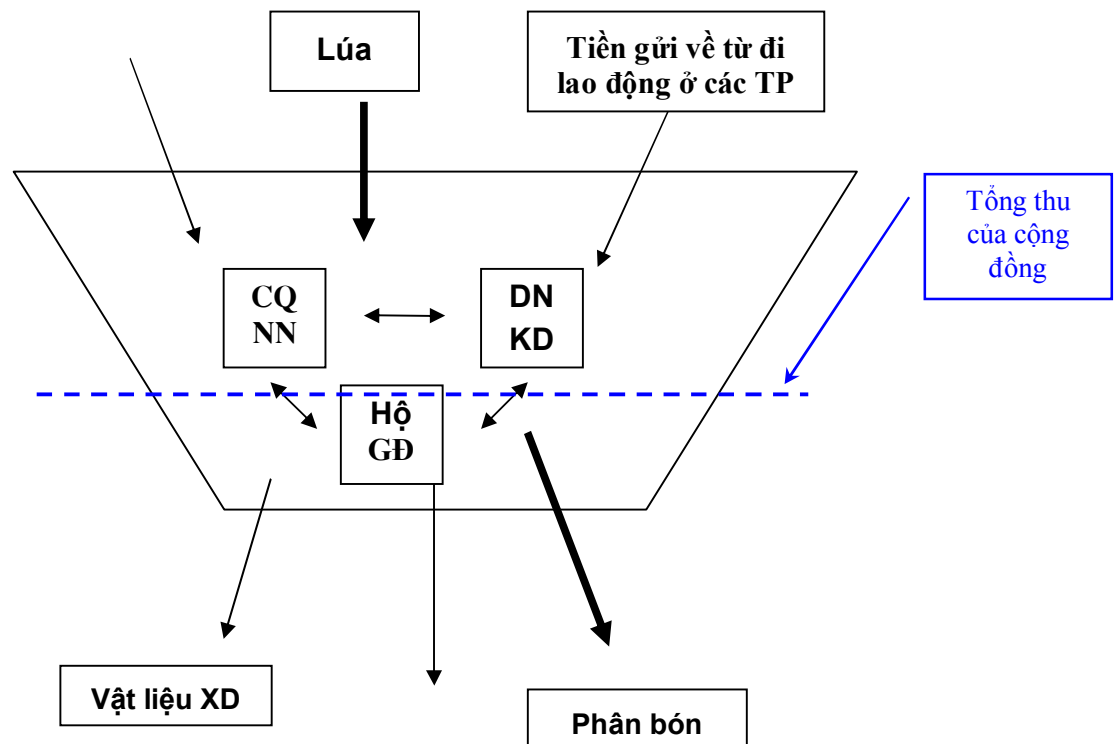 Lúa
Tiền gửi về từ đi
lao động ở các TP
Tổng thu
của cộng
đồng
CQ
NN
DN
KD
Hộ
GĐ
Vật liệu XD
Phân bón